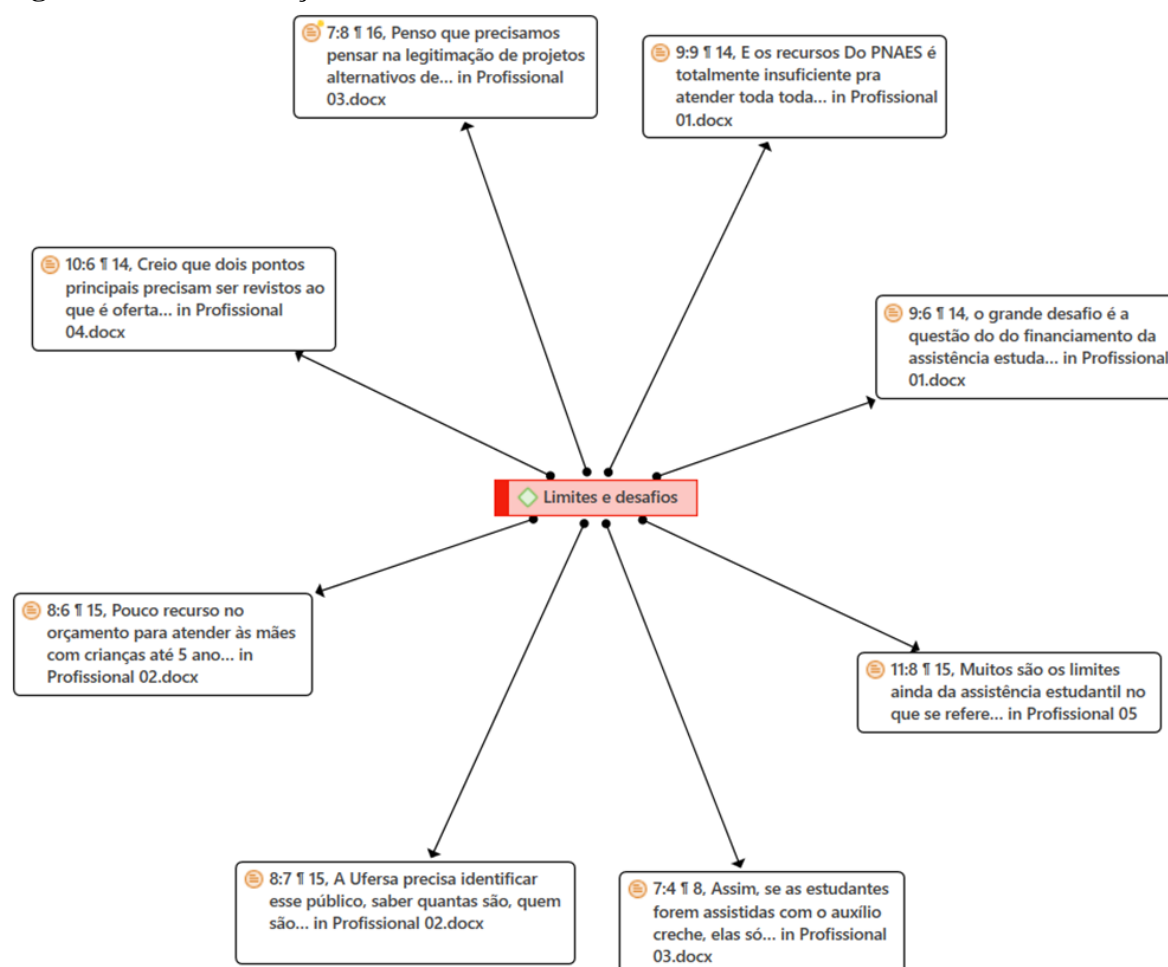 7:8 ¶ 16, Penso que precisamos
pensar na legitimação de projetos
alternativos de... in Profissional
03.docx
9:9 ¶ 14, E os recursos Do PNAES é
totalmente insuficiente pra
atender toda toda... in Profissional
01.docx
10:6 ¶ 14, Creio que dois pontos
principais precisam ser revistos ao
que é oferta... in Profissional
04.docx
9:6 ¶ 14, o grande desafio é a
questão do do financiamento da
assistência estuda... in Profissional
01.docx
Limites e desafios
8:6 ¶ 15, Pouco recurso no
orçamento para atender às mães
com crianças até 5 ano... in
Profissional 02.docx
11:8 ¶ 15, Muitos são os limites
ainda da assistência estudantil no
que se refere... in Profissional 05
8:7 ¶ 15, A Ufersa precisa identificar
esse público, saber quantas são, quem
são... in Profissional 02.docx
7:4 ¶ 8, Assim, se as estudantes
forem assistidas com o auxílio
creche, elas só... in Profissional
03.docx